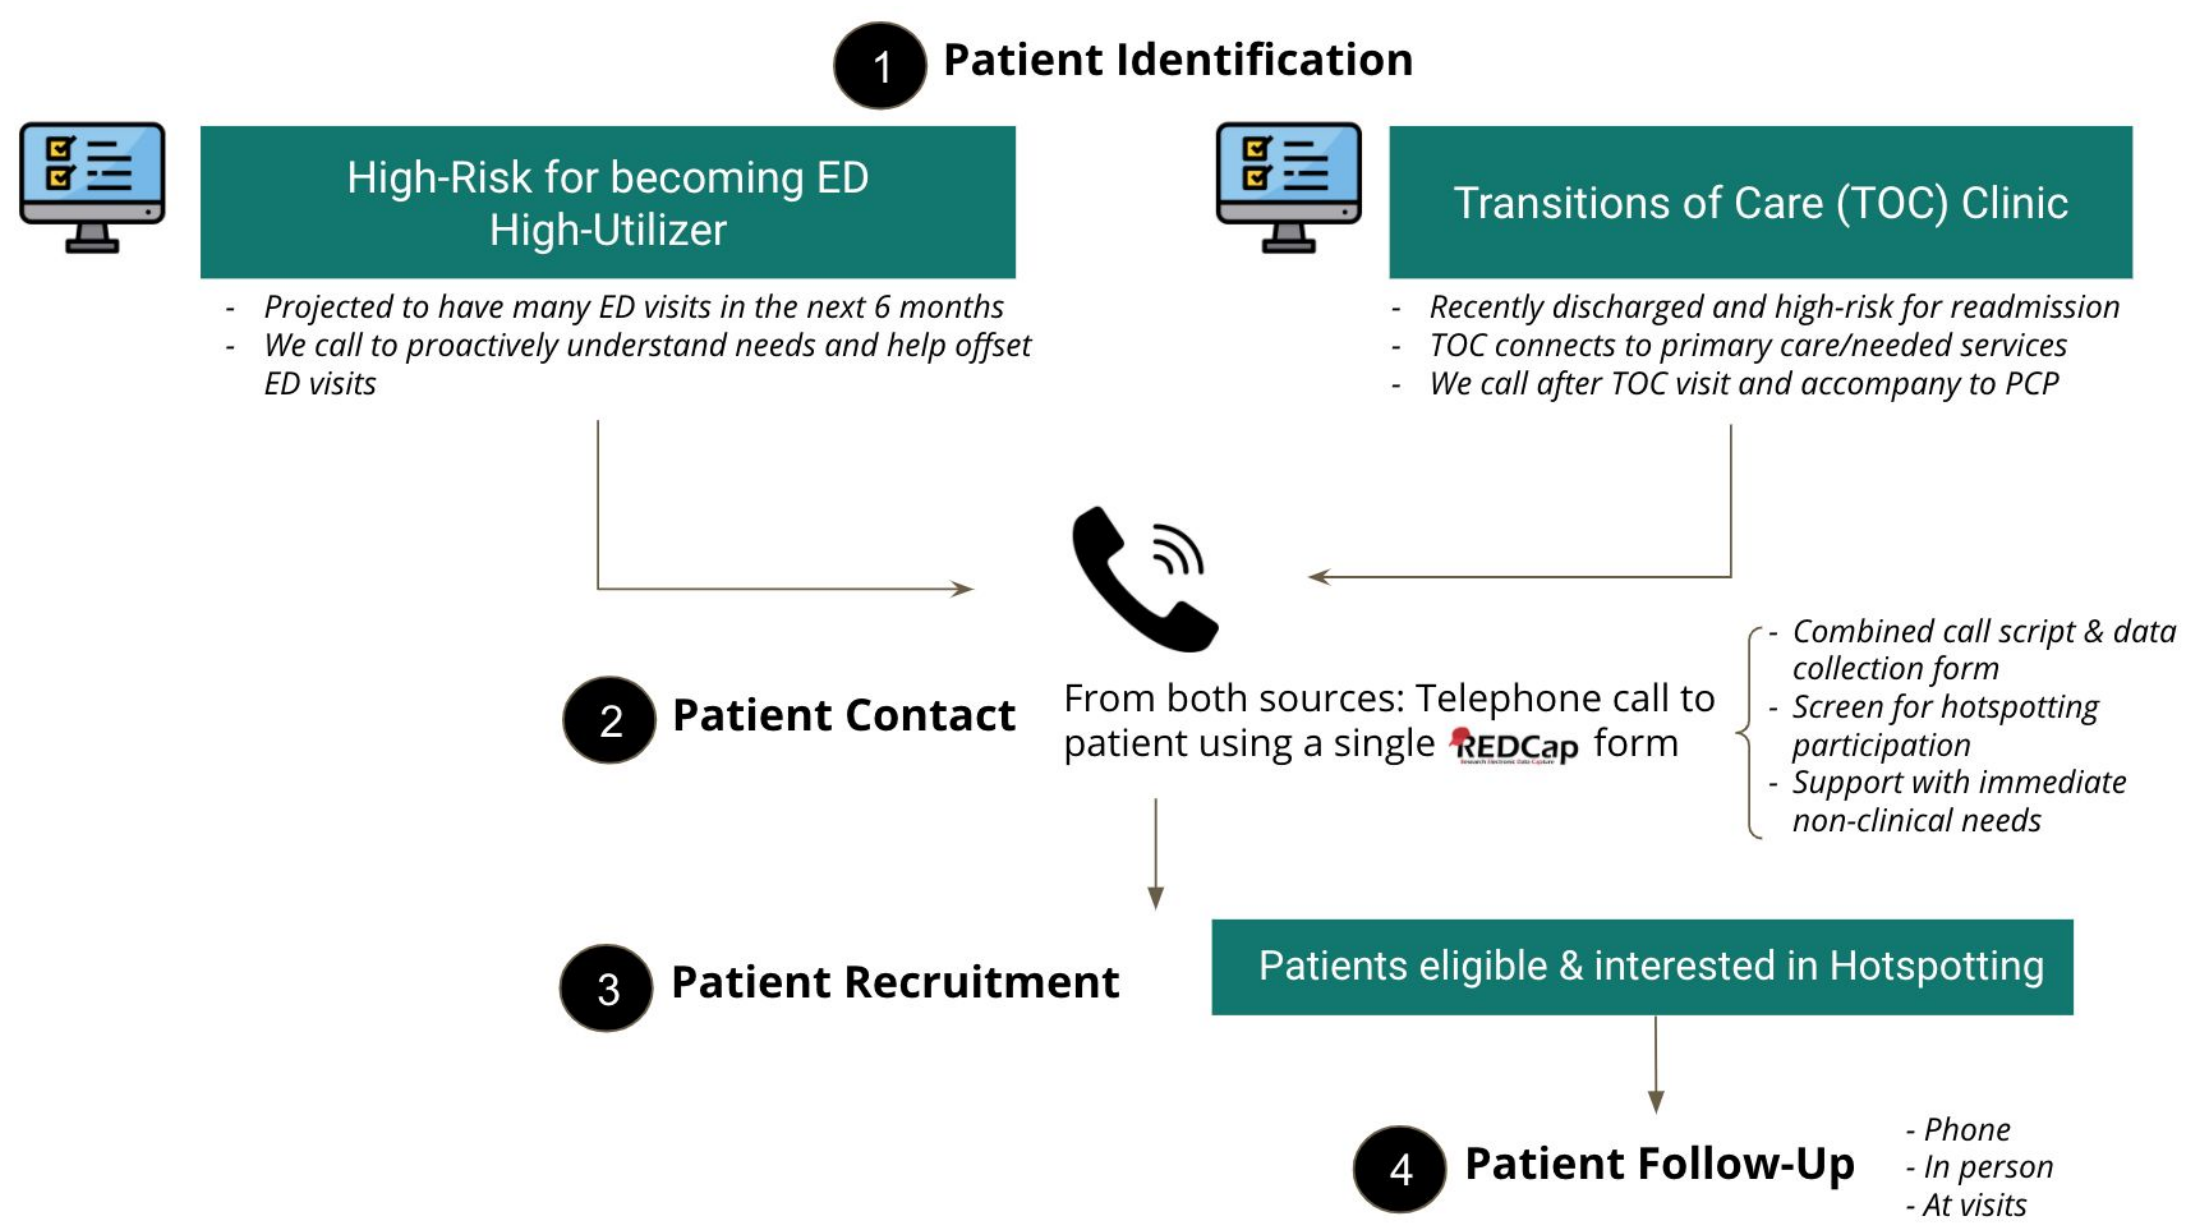 1 Patient Identification
High-Risk for becoming ED
High-Utilizer
- Projected to have many ED visits in the next 6 months
- We call to proactively understand needs and help offset
ED visits
Transitions of Care (TOC) Clinic
- Recently discharged and high-risk for readmission
- TOC connects to primary care/needed services
- We call after TOC visit and accompany to PCP
2 Patient Contact
From both sources: Telephone call to
patient using a single REDCap form
Research Electronic Data Capture
- Combined call script & data
collection form
- Screen for hotspotting
participation
- Support with immediate
non-clinical needs
3 Patient Recruitment
Patients eligible & interested in Hotspotting
4 Patient Follow-Up
- Phone
- In person
- At visits